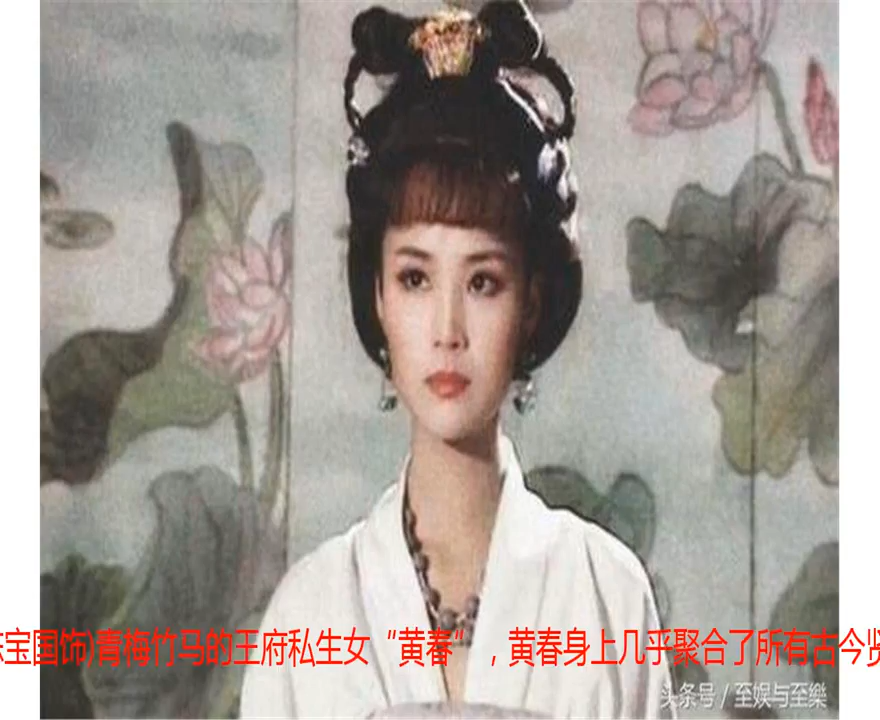 宝国饰)青梅竹马的王府私生女“黄春”，黄春身上几乎聚合了所有古今贤
头条号 / 至娱与至樂